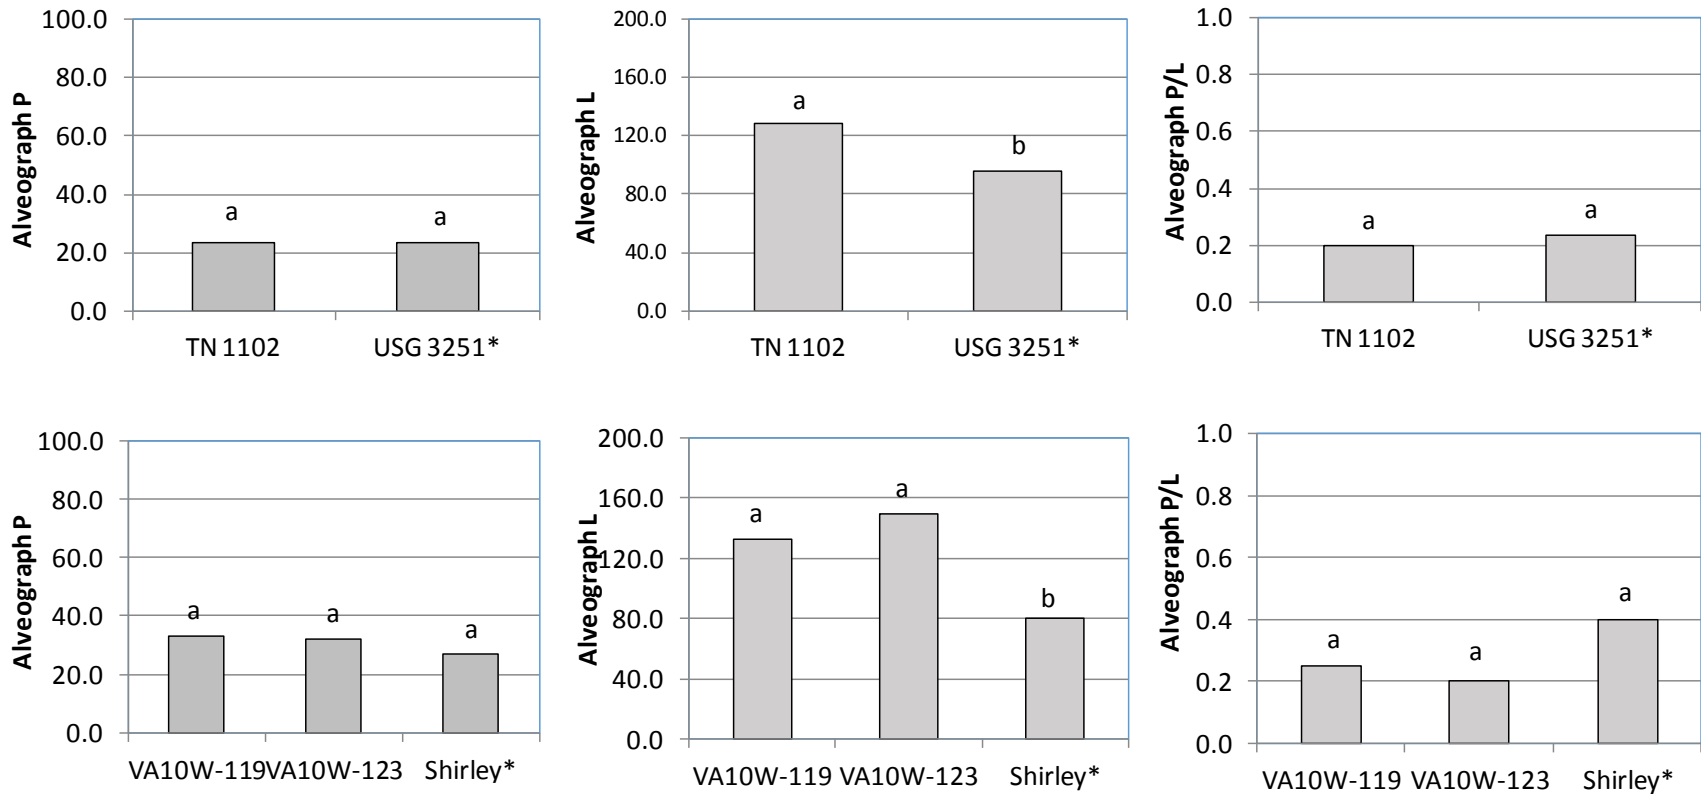 Alveograph P
100.0
80.0
60.0
40.0
20.0
0.0
a
a
TN 1102
USG 3251*
Alveograph L
200.0
160.0
120.0
80.0
40.0
0.0
a
b
TN 1102
USG 3251*
Alveograph P/L
1.0
0.8
0.6
0.4
0.2
0.0
a
a
TN 1102
USG 3251*
Alveograph P
100.0
80.0
60.0
40.0
20.0
0.0
a
a
a
VA10W-119
VA10W-123
Shirley*
Alveograph L
200.0
160.0
120.0
80.0
40.0
0.0
a
a
b
VA10W-119
VA10W-123
Shirley*
Alveograph P/L
1.0
0.8
0.6
0.4
0.2
0.0
a
a
a
VA10W-119
VA10W-123
Shirley*